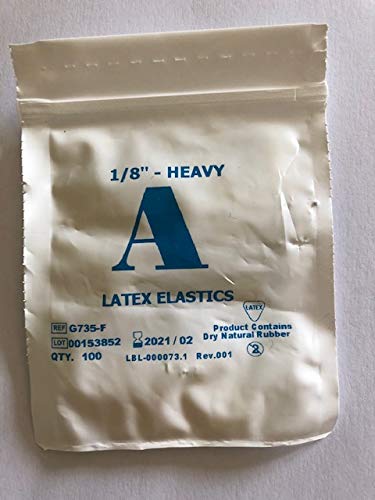 1/8" - HEAVY
A
LATEX ELASTICS
LATEX
REF G735-F
Product Contains
Dry Natural Rubber
LOT 00153852
2021/02
2
QTY. 100
LBL-000073.1 Rev.001